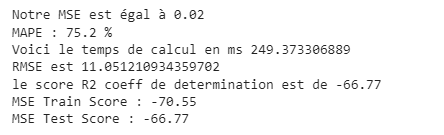 Notre MSE est égal à 0.02
MAPE : 75.2 %
Voici le temps de calcul en ms 249.373306889
RMSE est 11.051210934359702
le score R2 coeff de determination est de -66.77
MSE Train Score : -70.55
MSE Test Score : -66.77